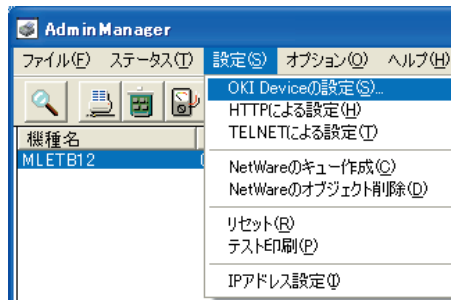 AdminManager
ファイル(F) ステータス(T) 設定(S) オプション(O) ヘルプ(H)
OKI Deviceの設定(S)...
HTTPによる設定(H)
TELNETによる設定(T)
機種名
MLETB12
NetWareのキュー作成(C)
NetWareのオブジェクト削除(D)
リセット(R)
テスト印刷(P)
IPアドレス設定(I)